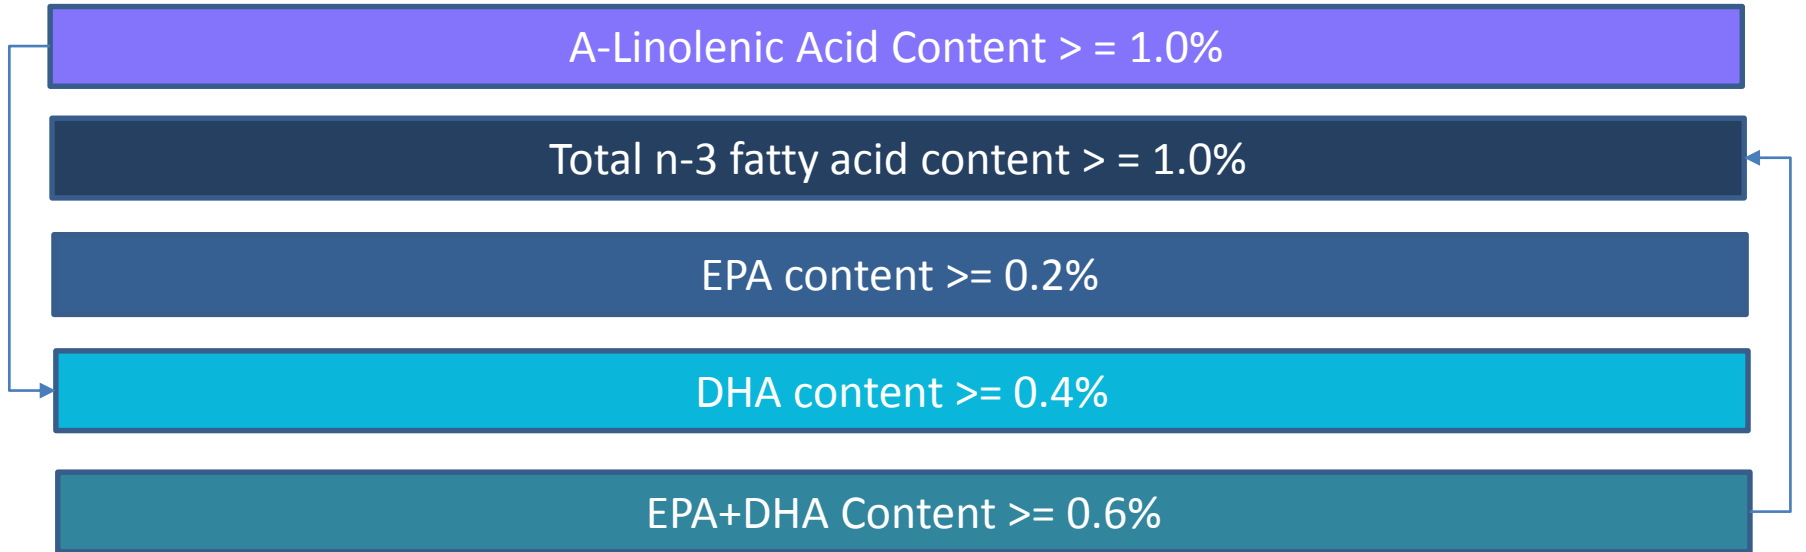 A-Linolenic Acid Content > = 1.0%
Total n-3 fatty acid content > = 1.0%
EPA content >= 0.2%
DHA content >= 0.4%
EPA+DHA Content >= 0.6%